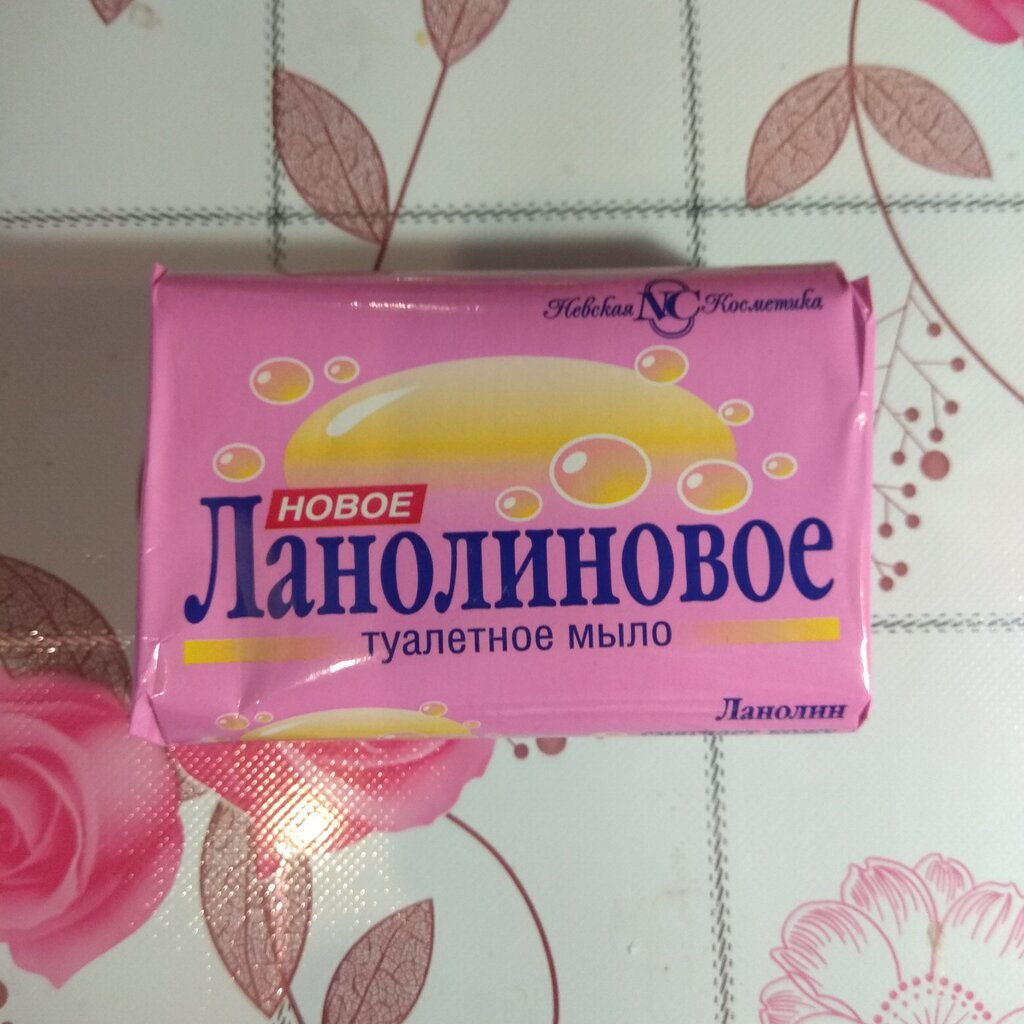 Невская NC Косметика
НОВОЕ
Ланолиновое
туалетное мыло
Ланолин